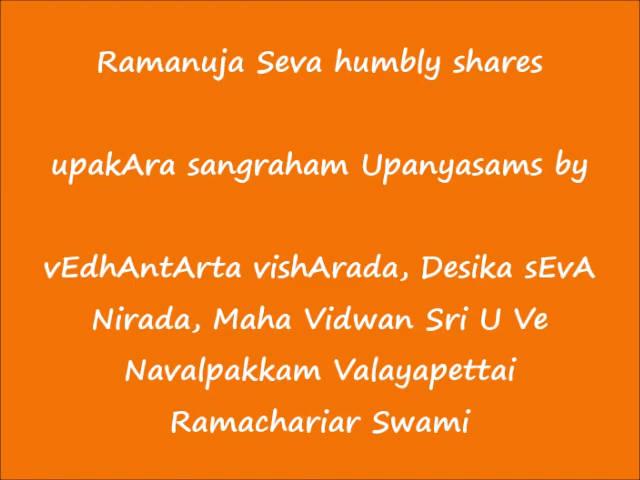 Ramanuja Seva humbly shares
upakAra sangraham Upanyasams by
vEdhAntArta vishArada, Desika sEvA
Nirada, Maha Vidwan Sri U Ve
Navalpakkam Valayapettai
Ramachariar Swami